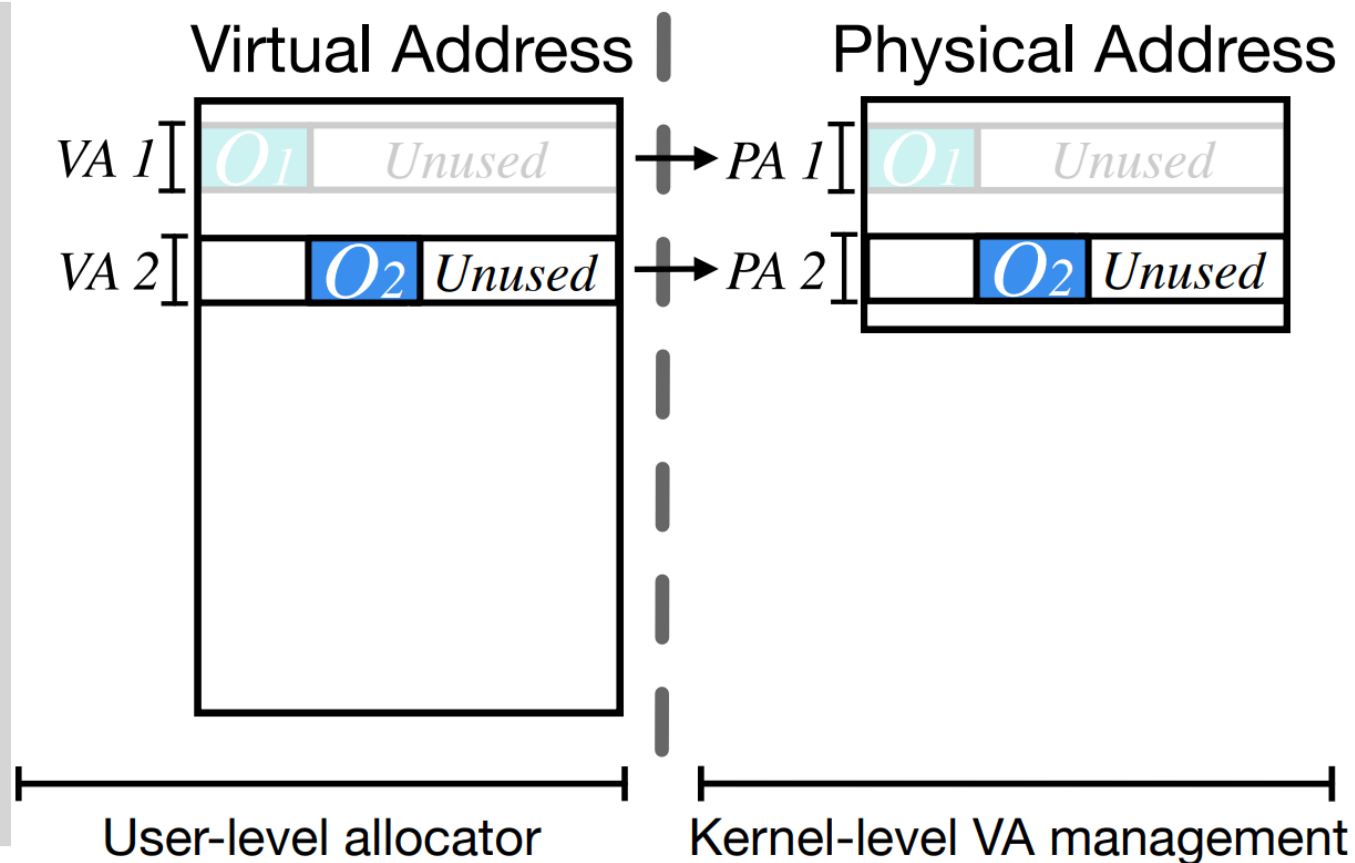 Virtual Address
Physical Address
VA 1 O1 Unused PA 1 O1 Unused
VA 2 O2 Unused PA 2 O2 Unused
User-level allocator
Kernel-level VA management